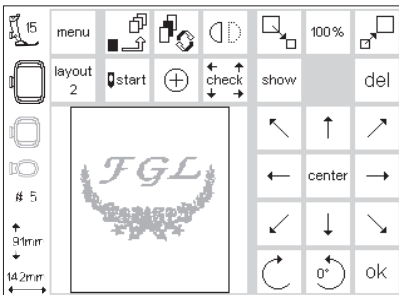 15 menu 100%
layout
2
start check show del
FGL
center
# 5
91mm
142mm
0° ok